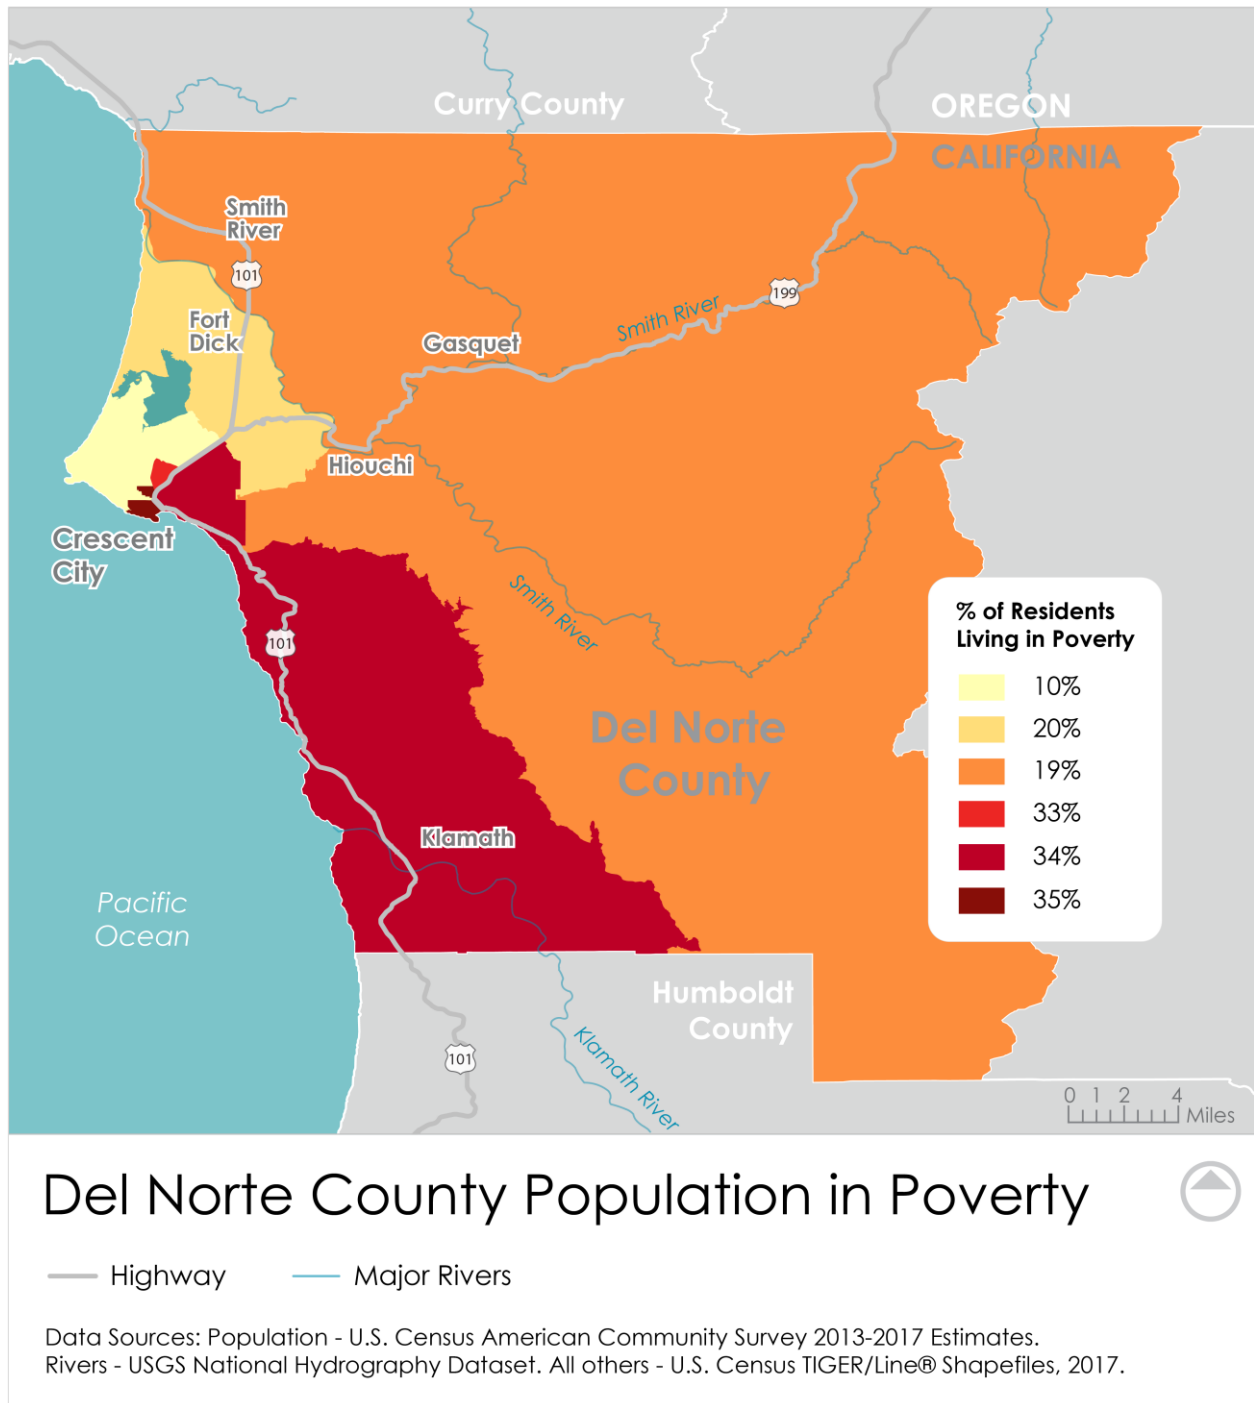 Curry County
OREGON
CALIFORNIA
Smith
River
101
199
Smith River
Fort
Dick
Gasquet
Hiouchi
Crescent
City
Smith River
101
% of Residents
Living in Poverty
10%
20%
19%
33%
34%
35%
Del Norte
County
Klamath
Pacific
Ocean
Humboldt
County
Klamath River
101
0 1 2 4
Miles
Del Norte County Population in Poverty
Highway
Major Rivers
Data Sources: Population - U.S. Census American Community Survey 2013-2017 Estimates.
Rivers - USGS National Hydrography Dataset. All others - U.S. Census TIGER/Line® Shapefiles, 2017.